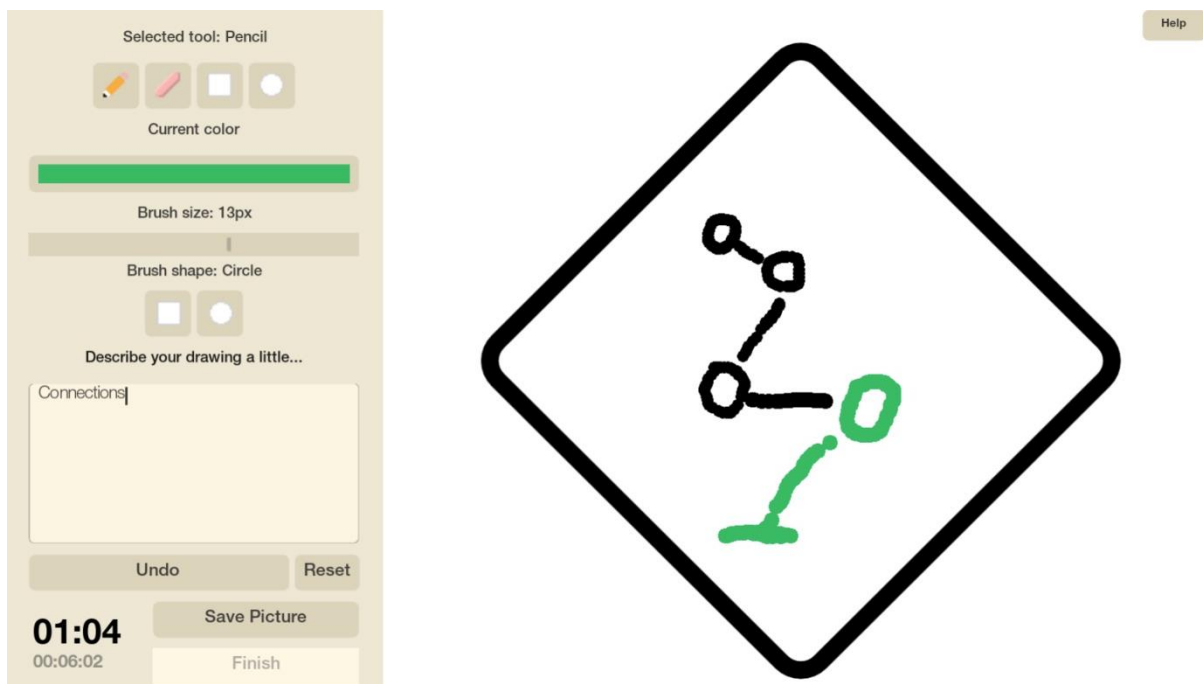 Selected tool: Pencil
Help
Current color
Brush size: 13px
Brush shape: Circle
Describe your drawing a little...
Connections
Undo
Reset
01:04
Save Picture
00:06:02
Finish